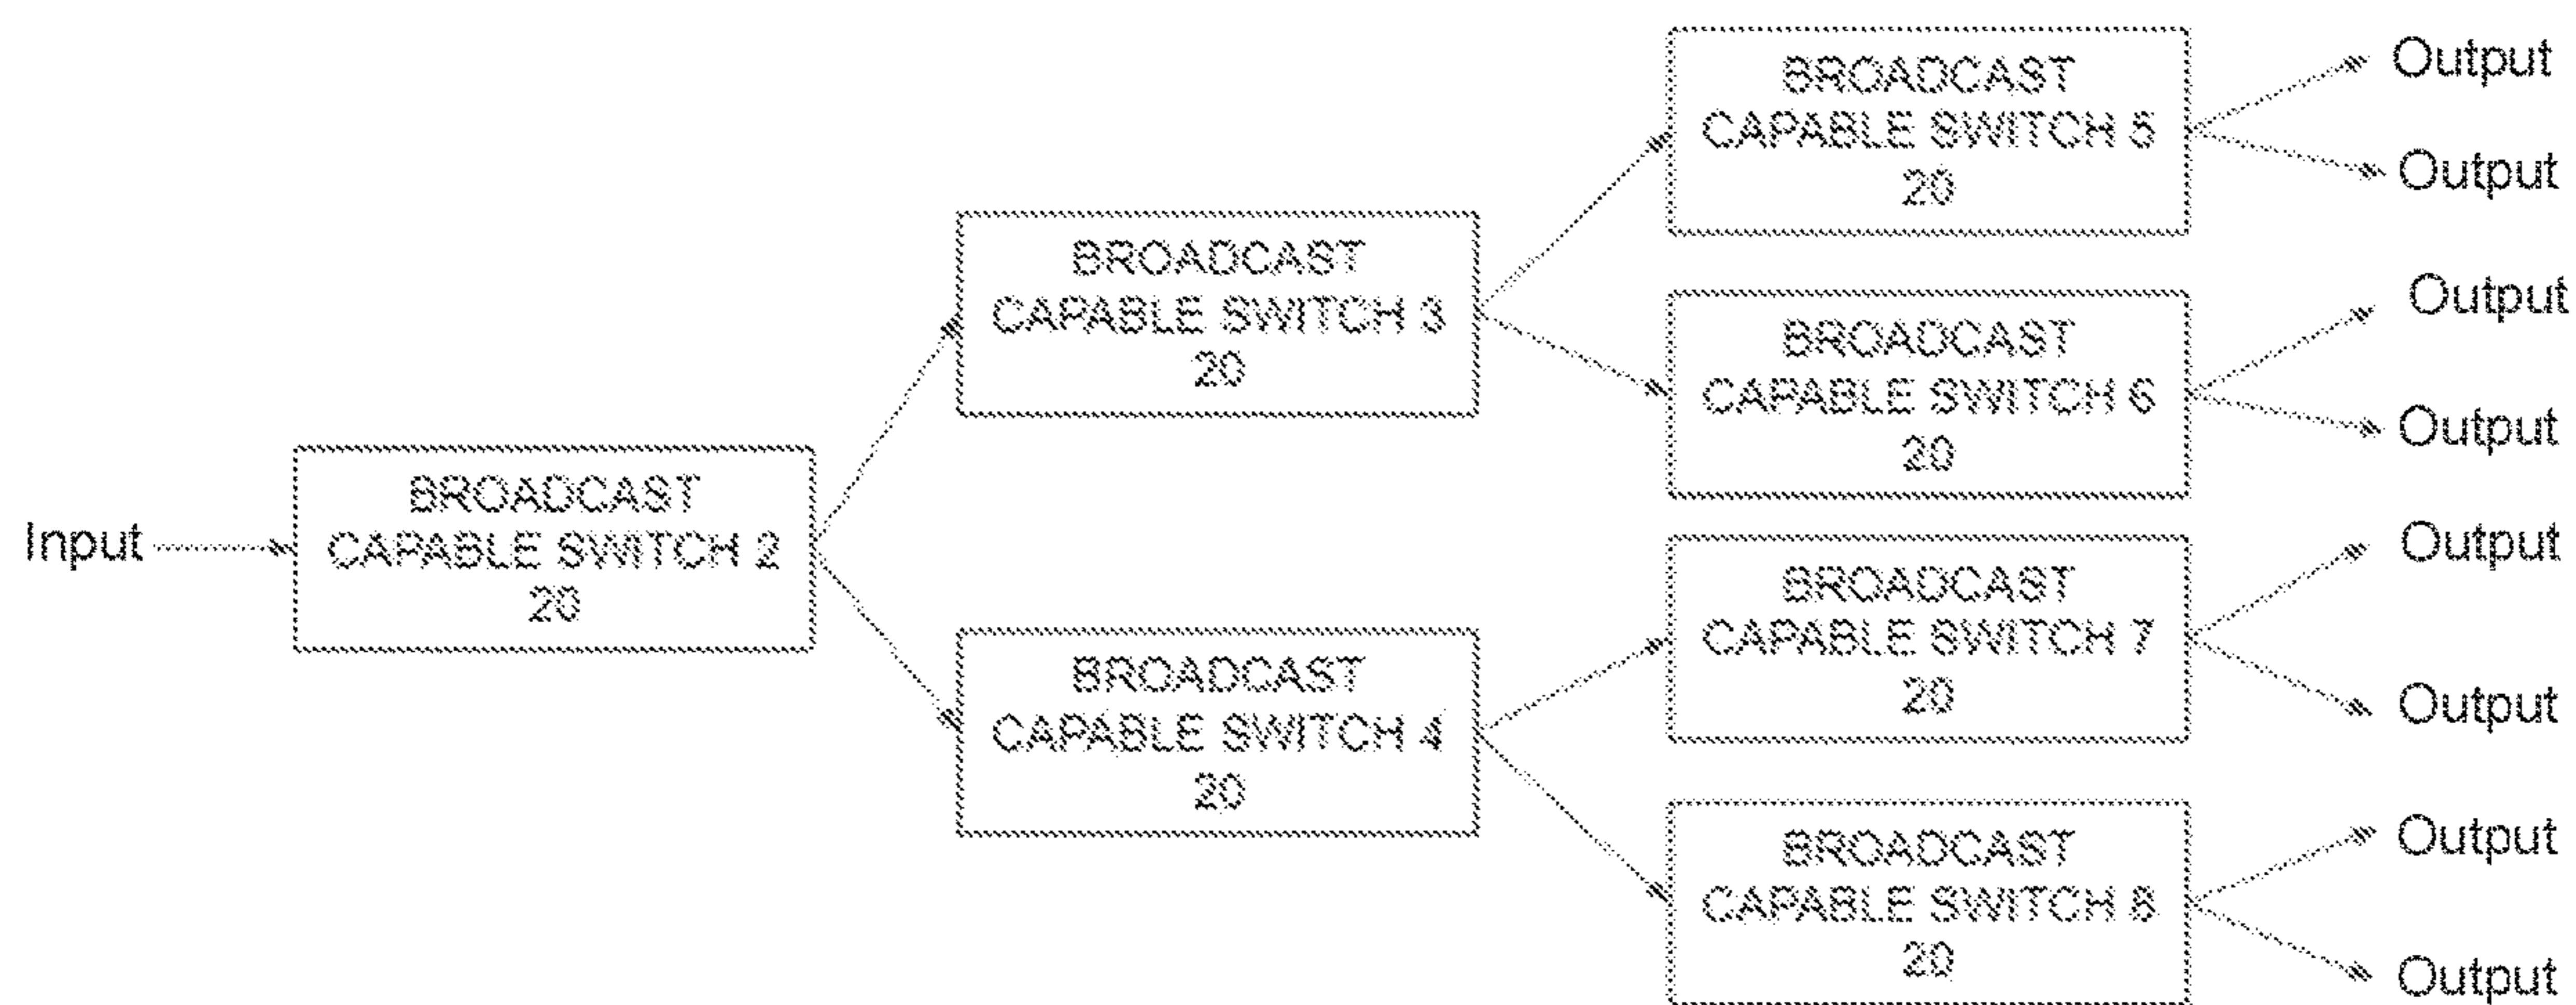 Input
BROADCAST
CAPABLE SWITCH 2
20
BROADCAST
CAPABLE SWITCH 3
20
BROADCAST
CAPABLE SWITCH 4
20
BROADCAST
CAPABLE SWITCH 5
20
BROADCAST
CAPABLE SWITCH 6
20
BROADCAST
CAPABLE SWITCH 7
20
BROADCAST
CAPABLE SWITCH 8
20
Output
Output
Output
Output
Output
Output
Output
Output